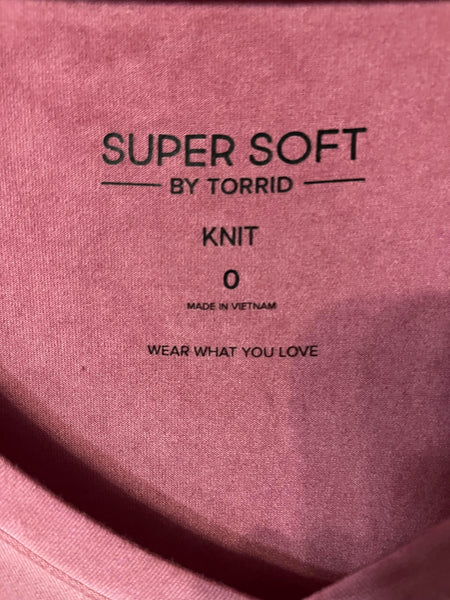 SUPER SOFT
BY TORRID
KNIT
0
MADE IN VIETNAM
WEAR WHAT YOU LOVE